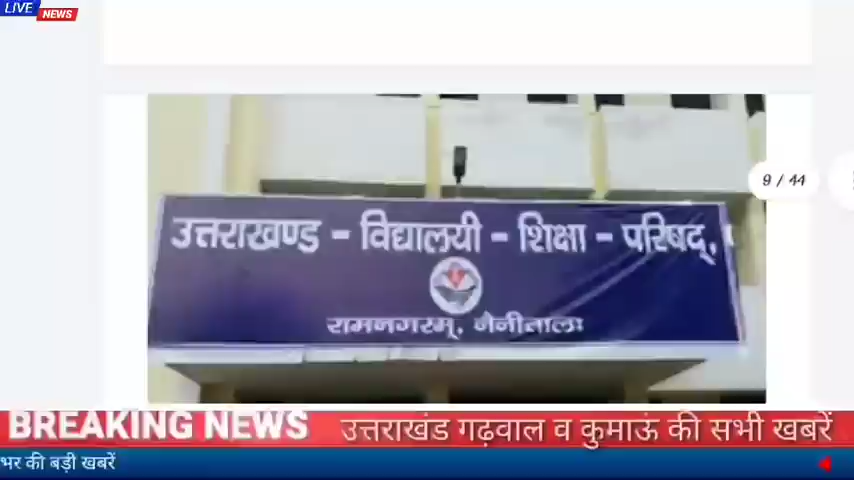 LIVE
NEWS
9 / 44
उत्तराखण्ड - विद्यालयी - शिक्षा - परिषद्,
रामनगरम्, नैनीतालः
BREAKING NEWS
उत्तराखंड गढ़वाल व कुमाऊं की सभी खबरें
भर की बड़ी खबरें